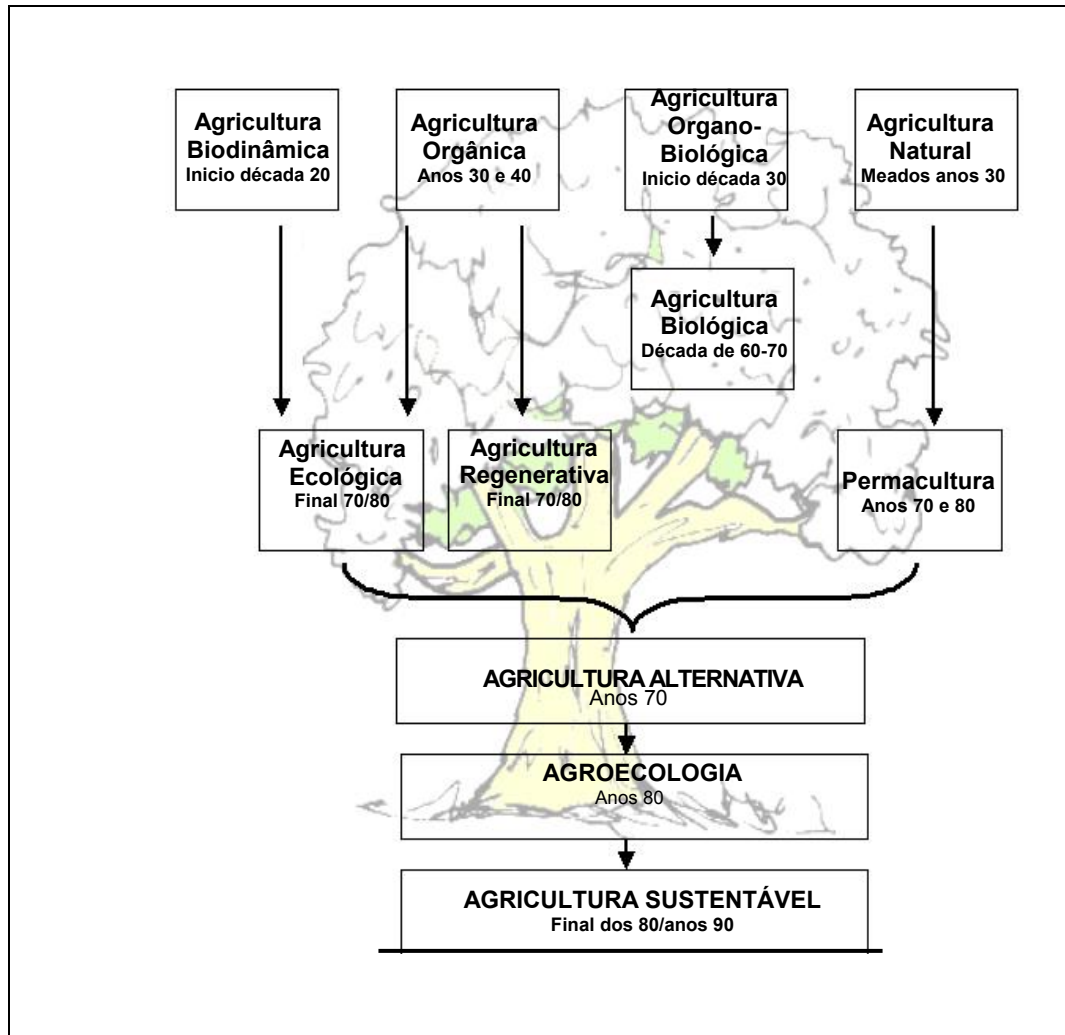 Agricultura
Biodinâmica
Inicio década 20
Agricultura
Orgânica
Anos 30 e 40
Agricultura
Organo-
Biológica
Inicio década 30
Agricultura
Natural
Meados anos 30
Agricultura
Biológica
Década de 60-70
Agricultura
Ecológica
Final 70/80
Agricultura
Regenerativa
Final 70/80
Permacultura
Anos 70 e 80
AGRICULTURA ALTERNATIVA
Anos 70
AGROECOLOGIA
Anos 80
AGRICULTURA SUSTENTÁVEL
Final dos 80/anos 90